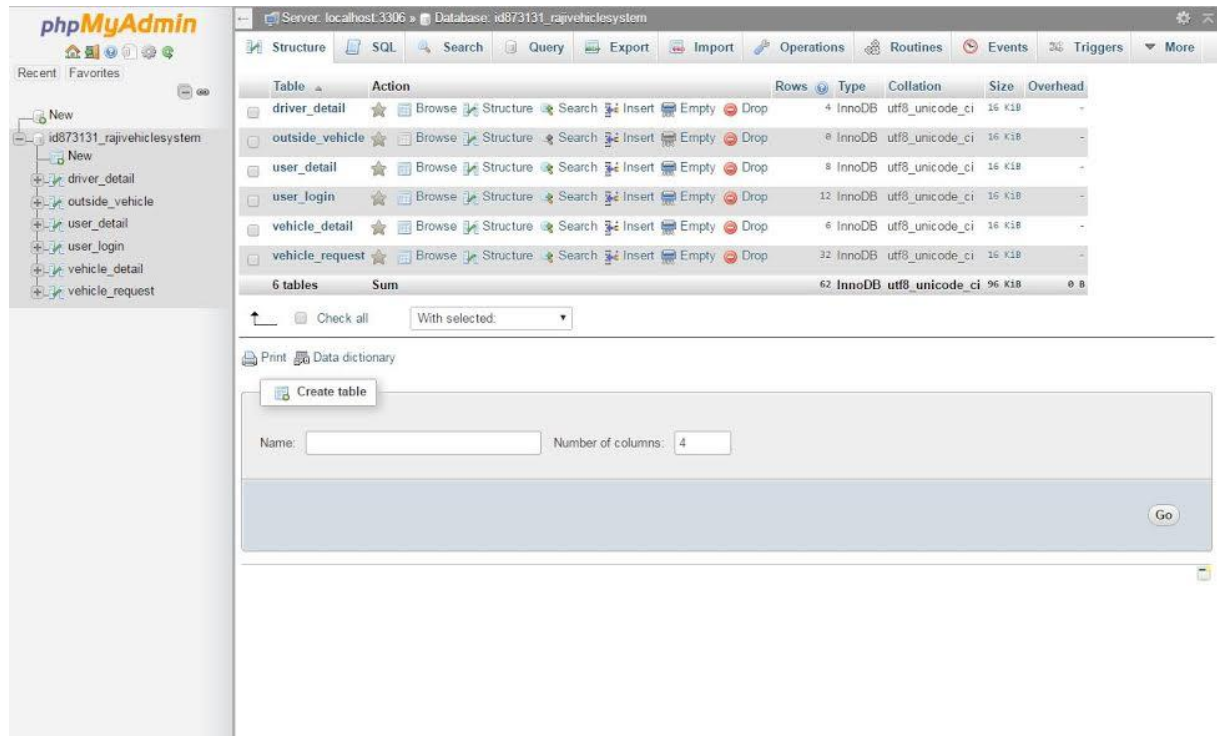 phpMyAdmin
Recent Favorites
New
id873131_rajivehiclesystem
New
driver_detail
outside_vehicle
user_detail
user_login
vehicle_detail
vehicle_request
Server: localhost:3306 » Database: id873131_rajivehiclesystem
Structure SQL Search Query Export Import Operations Routines Events Triggers More
Table Action Rows Type Collation Size Overhead
driver_detail Browse Structure Search Insert Empty Drop 4 InnoDB utf8_unicode_ci 16 KiB -
outside_vehicle Browse Structure Search Insert Empty Drop 0 InnoDB utf8_unicode_ci 16 KiB -
user_detail Browse Structure Search Insert Empty Drop 8 InnoDB utf8_unicode_ci 16 KiB -
user_login Browse Structure Search Insert Empty Drop 12 InnoDB utf8_unicode_ci 16 KiB -
vehicle_detail Browse Structure Search Insert Empty Drop 6 InnoDB utf8_unicode_ci 16 KiB -
vehicle_request Browse Structure Search Insert Empty Drop 32 InnoDB utf8_unicode_ci 16 KiB -
6 tables Sum 62 InnoDB utf8_unicode_ci 96 KiB 0 B
Check all With selected:
Print Data dictionary
Create table
Name: Number of columns: 4
Go